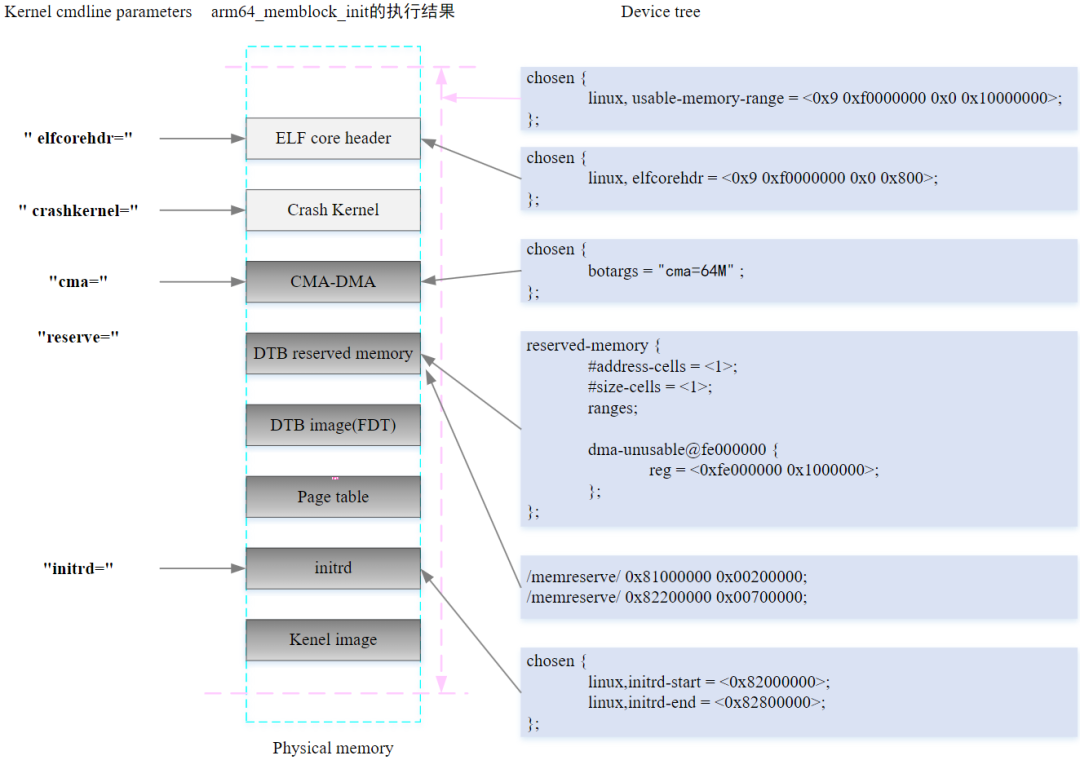 Kernel cmdline parameters
arm64_memblock_init的执行结果
Device tree
" elfcorehdr="
" crashkernel="
"cma="
"reserve="
"initrd="
ELF core header
Crash Kernel
CMA-DMA
DTB reserved memory
DTB image(FDT)
Page table
initrd
Kenel image
Physical memory
chosen {
linux, usable-memory-range = <0x9 0xf0000000 0x0 0x10000000>;
};
chosen {
linux, elfcorehdr = <0x9 0xf0000000 0x0 0x800>;
};
chosen {
botargs = "cma=64M" ;
};
reserved-memory {
#address-cells = <1>;
#size-cells = <1>;
ranges;
dma-unusable@fe000000 {
reg = <0xfe000000 0x1000000>;
};
};
/memreserve/ 0x81000000 0x00200000;
/memreserve/ 0x82200000 0x00700000;
chosen {
linux,initrd-start = <0x82000000>;
linux,initrd-end = <0x82800000>;
};